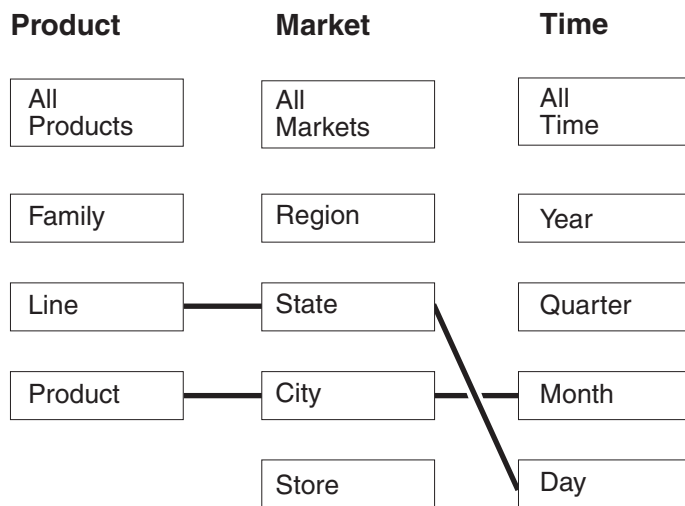 Product Market Time
All
Products
All
Markets
All
Time
Family Region Year
Line State Quarter
Product City Month
Store Day